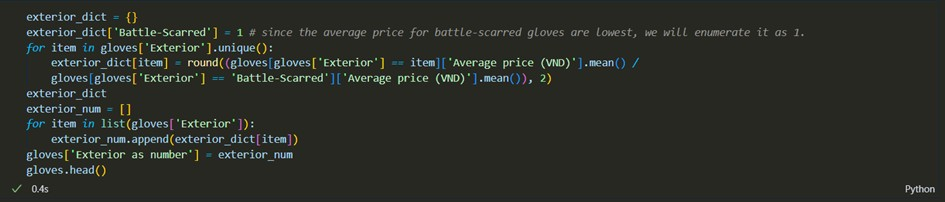 exterior_dict = {}
exterior_dict['Battle-Scarred'] = 1 # since the average price for battle-scarred gloves are lowest, we will enumerate it as 1.
for item in gloves['Exterior'].unique():
    exterior_dict[item] = round((gloves[gloves['Exterior'] == item]['Average price (VND)'].mean() /
    gloves[gloves['Exterior'] == 'Battle-Scarred']['Average price (VND)'].mean()), 2)
exterior_dict
exterior_num = []
for item in list(gloves['Exterior']):
    exterior_num.append(exterior_dict[item])
gloves['Exterior as number'] = exterior_num
gloves.head()
0.4s
Python